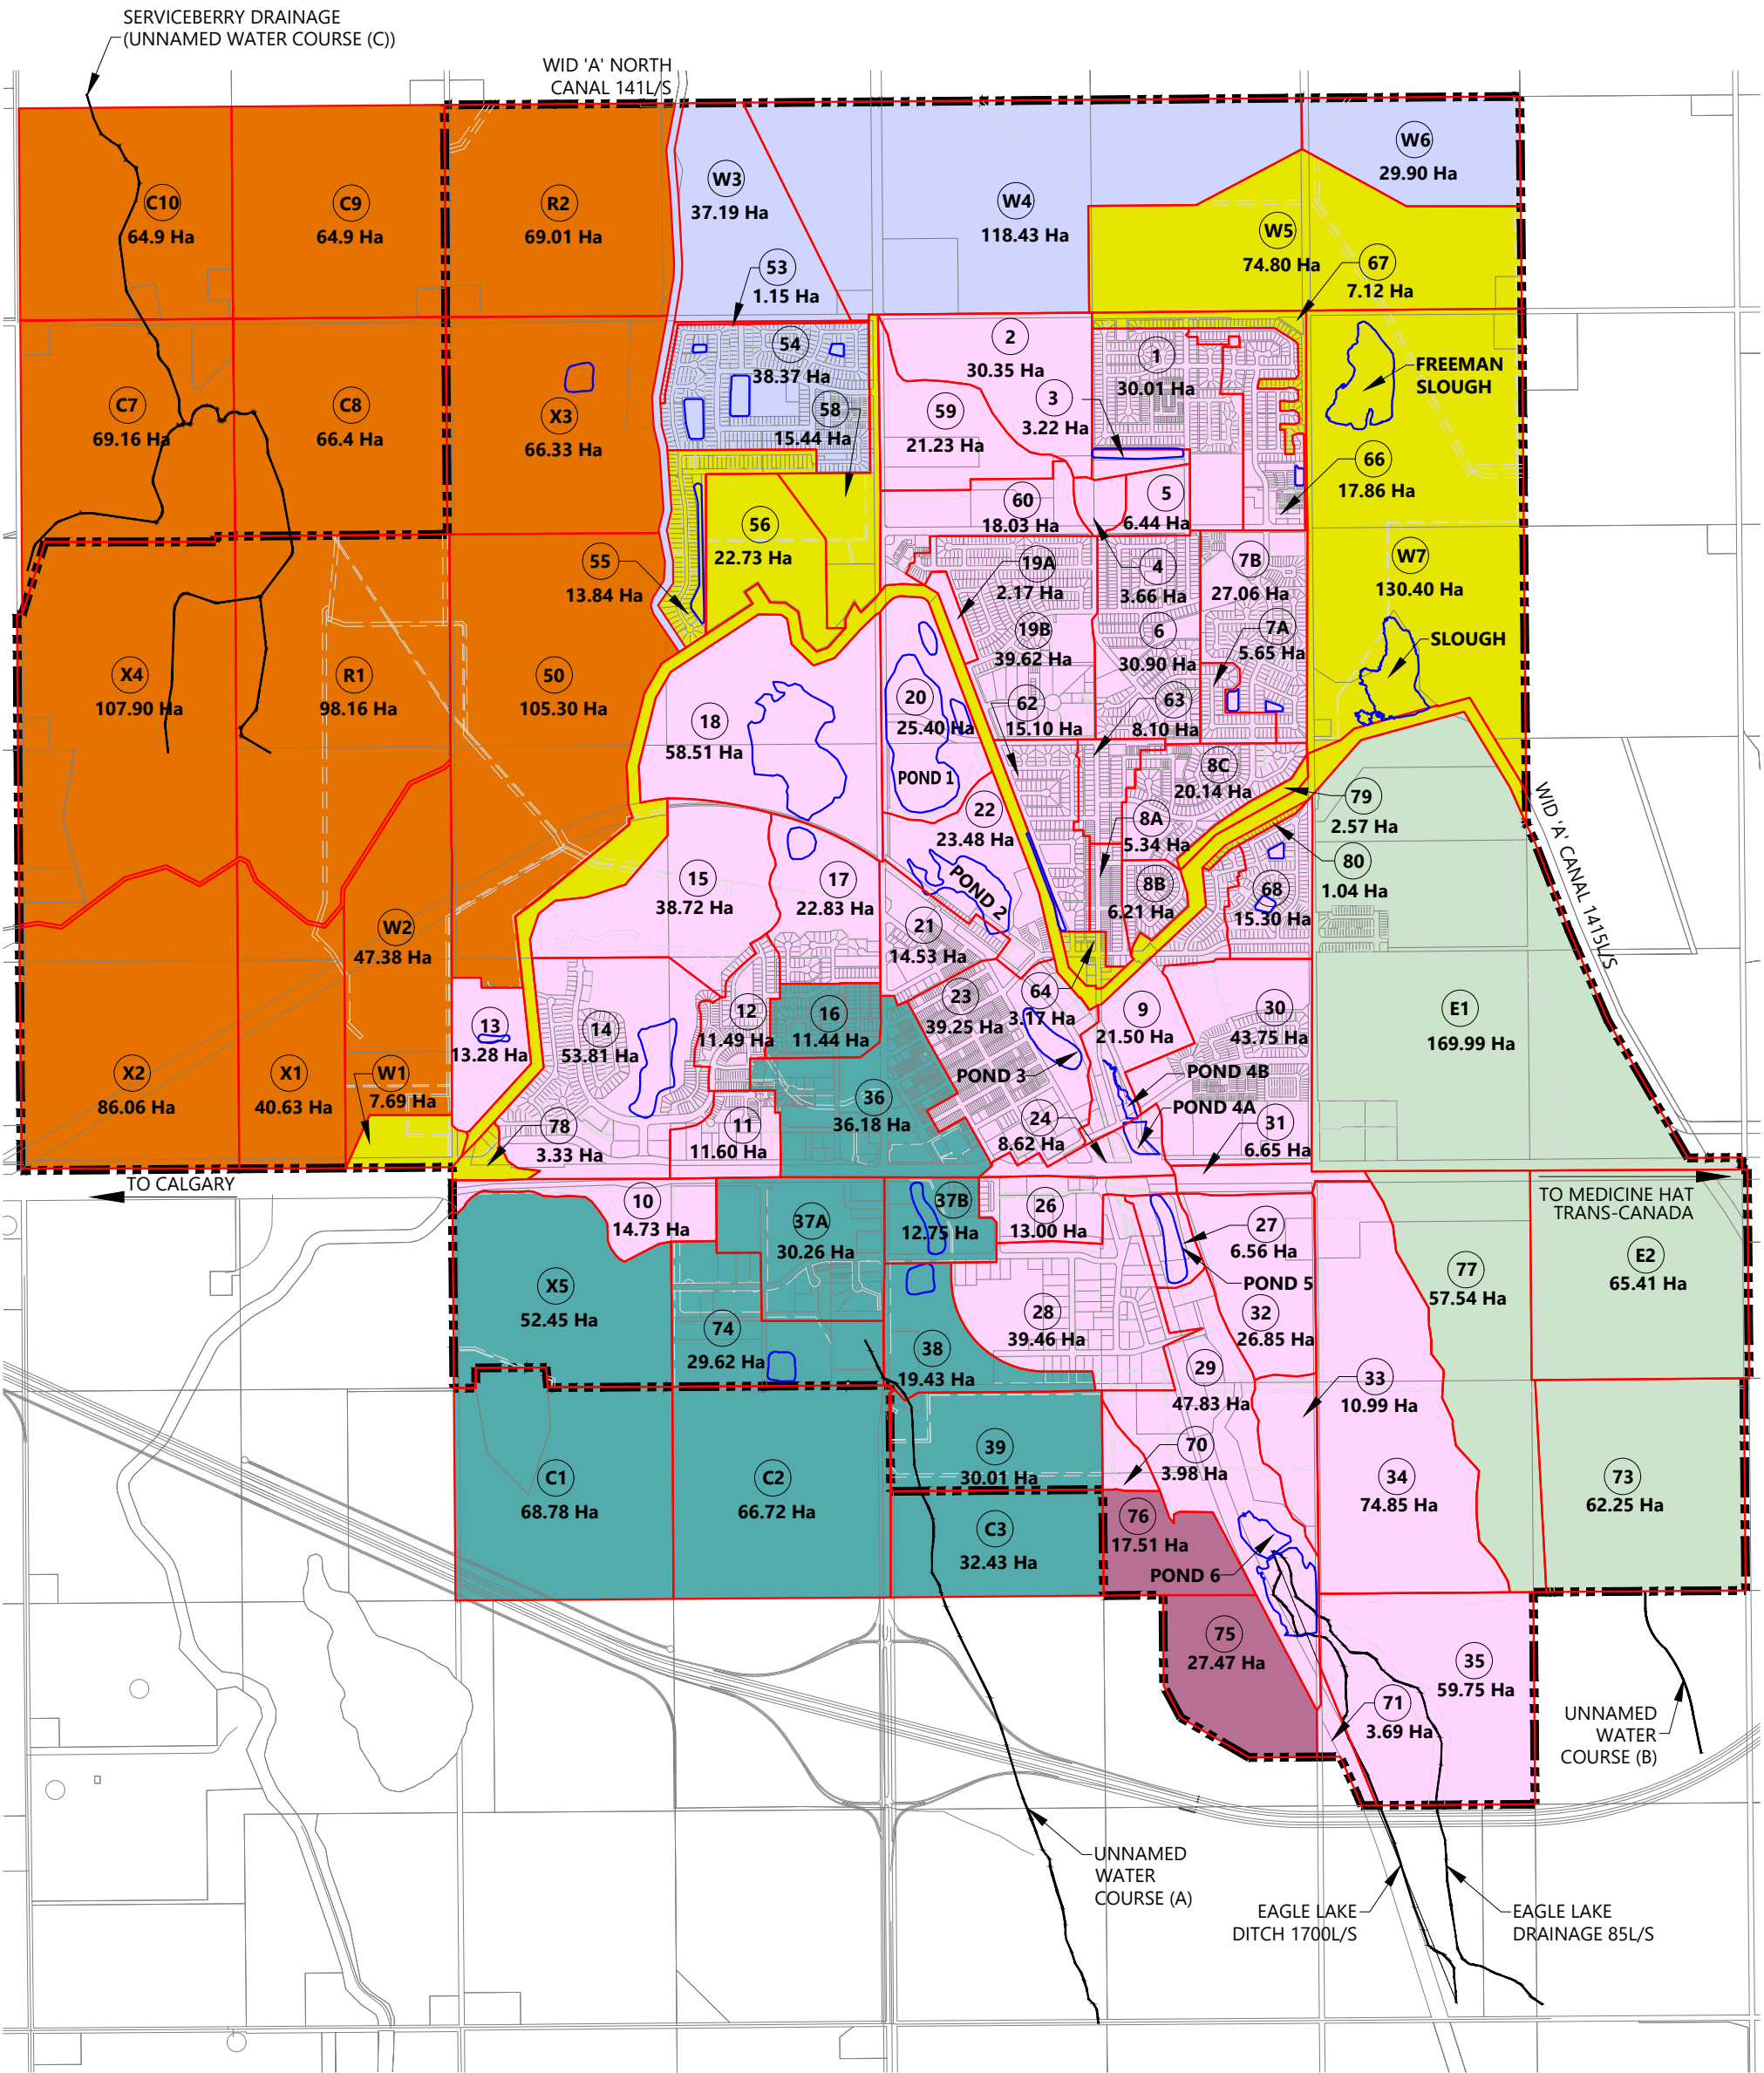 SERVICEBERRY DRAINAGE
(UNNAMED WATER COURSE (C))
WID 'A' NORTH
CANAL 141L/S
C10
64.9 Ha
C9
64.9 Ha
R2
69.01 Ha
W3
37.19 Ha
W4
118.43 Ha
W6
29.90 Ha
W5
74.80 Ha
67
7.12 Ha
53
1.15 Ha
54
38.37 Ha
58
15.44 Ha
2
30.35 Ha
1
30.01 Ha
3
3.22 Ha
59
21.23 Ha
FREEMAN
SLOUGH
C7
69.16 Ha
C8
66.4 Ha
X3
66.33 Ha
66
17.86 Ha
60
18.03 Ha
5
6.44 Ha
56
22.73 Ha
55
13.84 Ha
19A
2.17 Ha
4
3.66 Ha
7B
27.06 Ha
W7
130.40 Ha
19B
39.62 Ha
6
30.90 Ha
7A
5.65 Ha
SLOUGH
X4
107.90 Ha
R1
98.16 Ha
50
105.30 Ha
18
58.51 Ha
20
25.40 Ha
POND 1
62
15.10 Ha
63
8.10 Ha
8C
20.14 Ha
22
23.48 Ha
8A
5.34 Ha
79
2.57 Ha
80
1.04 Ha
WID 'A' CANAL 1415L/S
15
38.72 Ha
17
22.83 Ha
POND 2
8B
6.21 Ha
68
15.30 Ha
W2
47.38 Ha
21
14.53 Ha
23
39.25 Ha
64
3.17 Ha
9
21.50 Ha
30
43.75 Ha
E1
169.99 Ha
13
13.28 Ha
14
53.81 Ha
12
11.49 Ha
16
11.44 Ha
POND 3
POND 4B
POND 4A
X2
86.06 Ha
X1
40.63 Ha
W1
7.69 Ha
36
36.18 Ha
78
3.33 Ha
11
11.60 Ha
24
8.62 Ha
31
6.65 Ha
TO CALGARY
TO MEDICINE HAT
TRANS-CANADA
10
14.73 Ha
37A
30.26 Ha
37B
12.75 Ha
26
13.00 Ha
27
6.56 Ha
POND 5
X5
52.45 Ha
77
57.54 Ha
E2
65.41 Ha
74
29.62 Ha
38
19.43 Ha
28
39.46 Ha
32
26.85 Ha
29
47.83 Ha
33
10.99 Ha
C1
68.78 Ha
C2
66.72 Ha
39
30.01 Ha
70
3.98 Ha
34
74.85 Ha
73
62.25 Ha
C3
32.43 Ha
76
17.51 Ha
POND 6
75
27.47 Ha
35
59.75 Ha
71
3.69 Ha
UNNAMED
WATER
COURSE (B)
UNNAMED
WATER
COURSE (A)
EAGLE LAKE
DITCH 1700L/S
EAGLE LAKE
DRAINAGE 85L/S